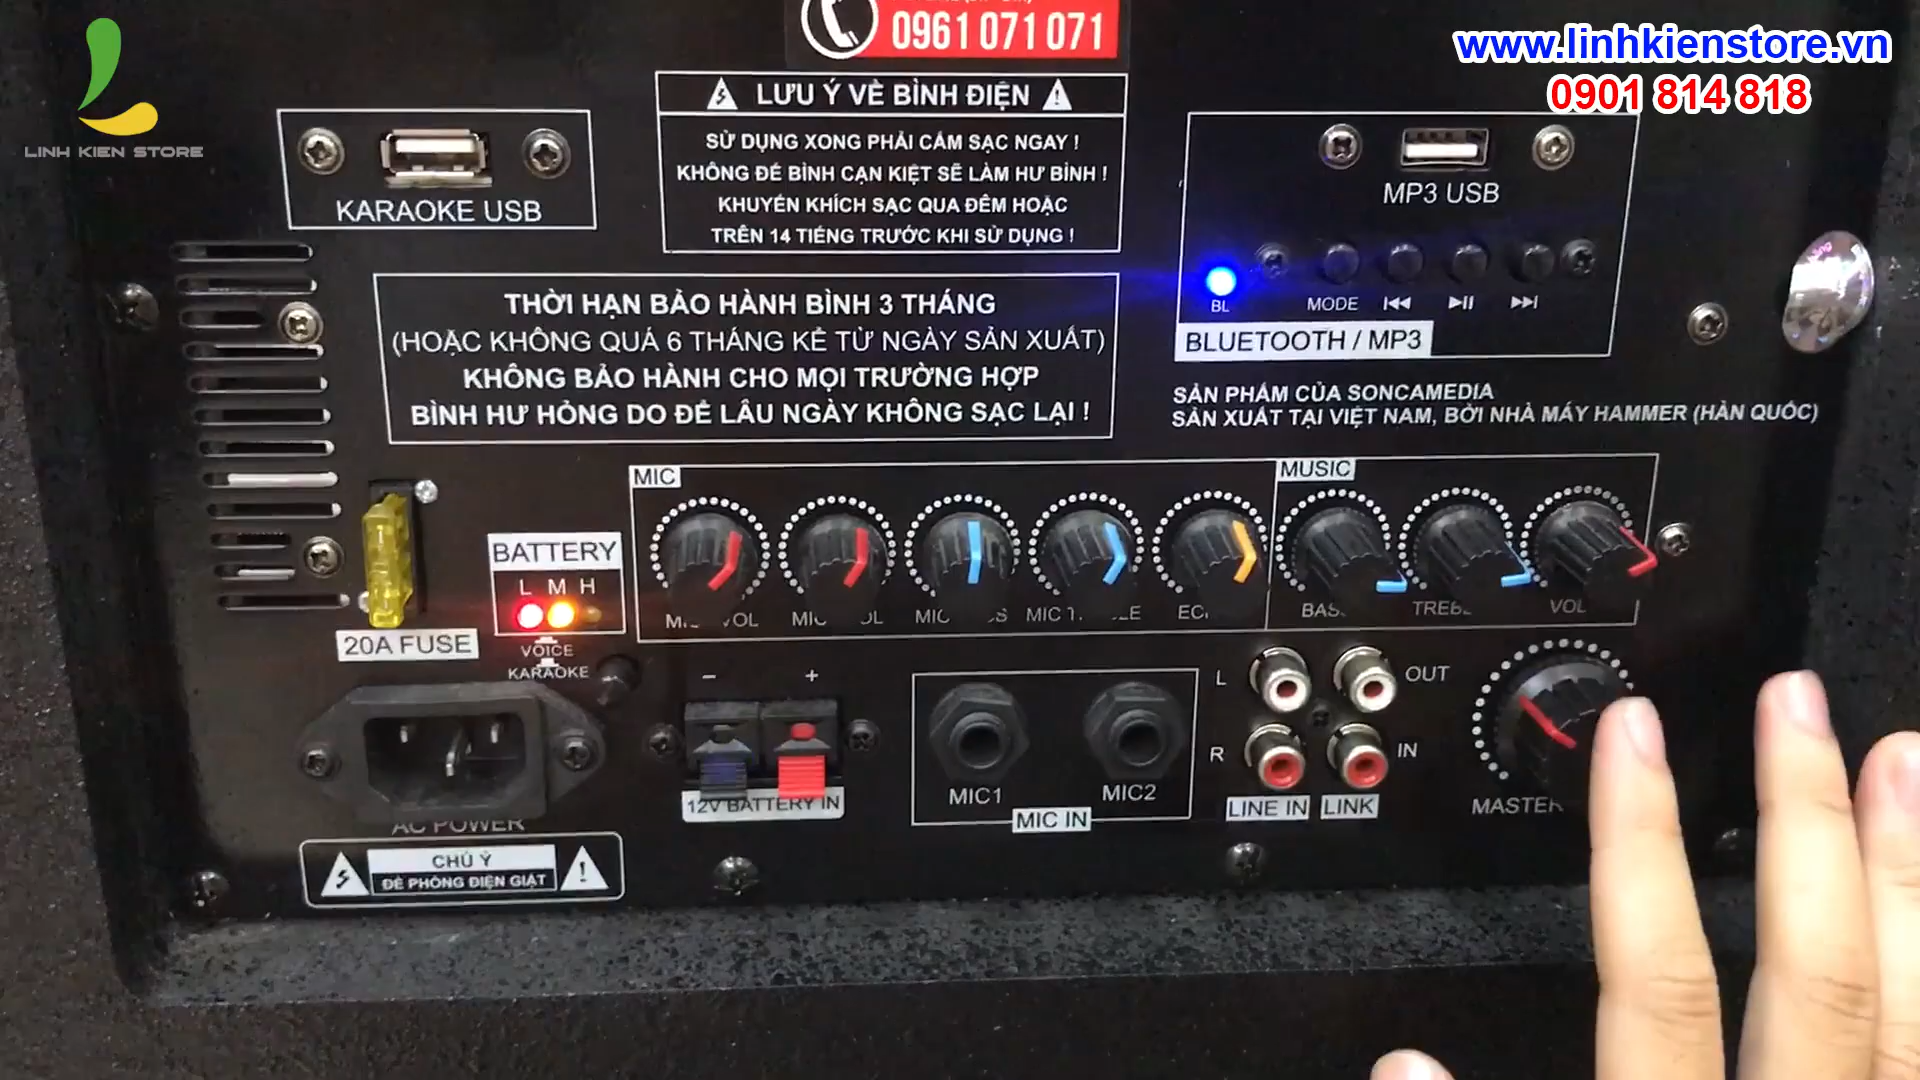 0961 071 071
www.linhkienstore.vn
0901 814 818
LINH KIEN STORE
KARAOKE USB
LƯU Ý VỀ BÌNH ĐIỆN
SỬ DỤNG XONG PHẢI CẮM SẠC NGAY !
KHÔNG ĐỂ BÌNH CẠN KIỆT SẼ LÀM HƯ BÌNH !
KHUYẾN KHÍCH SẠC QUA ĐÊM HOẶC
TRÊN 14 TIẾNG TRƯỚC KHI SỬ DỤNG !
MP3 USB
BL MODE
BLUETOOTH / MP3
THỜI HẠN BẢO HÀNH BÌNH 3 THÁNG
(HOẶC KHÔNG QUÁ 6 THÁNG KỂ TỪ NGÀY SẢN XUẤT)
KHÔNG BẢO HÀNH CHO MỌI TRƯỜNG HỢP
BÌNH HƯ HỎNG DO ĐỂ LÂU NGÀY KHÔNG SẠC LẠI !
SẢN PHẨM CỦA SONCAMEDIA
SẢN XUẤT TẠI VIỆT NAM, BỞI NHÀ MÁY HAMMER (HÀN QUỐC)
MIC
MUSIC
BATTERY
L M H
VOICE
KARAOKE
20A FUSE
VOL
MIC
MIC
MIC
VOL
- +
12V BATTERY IN
MIC1 MIC2
MIC IN
L OUT
R IN
LINE IN LINK
MASTER
AC POWER
CHÚ Ý
ĐỀ PHÒNG ĐIỆN GIẬT